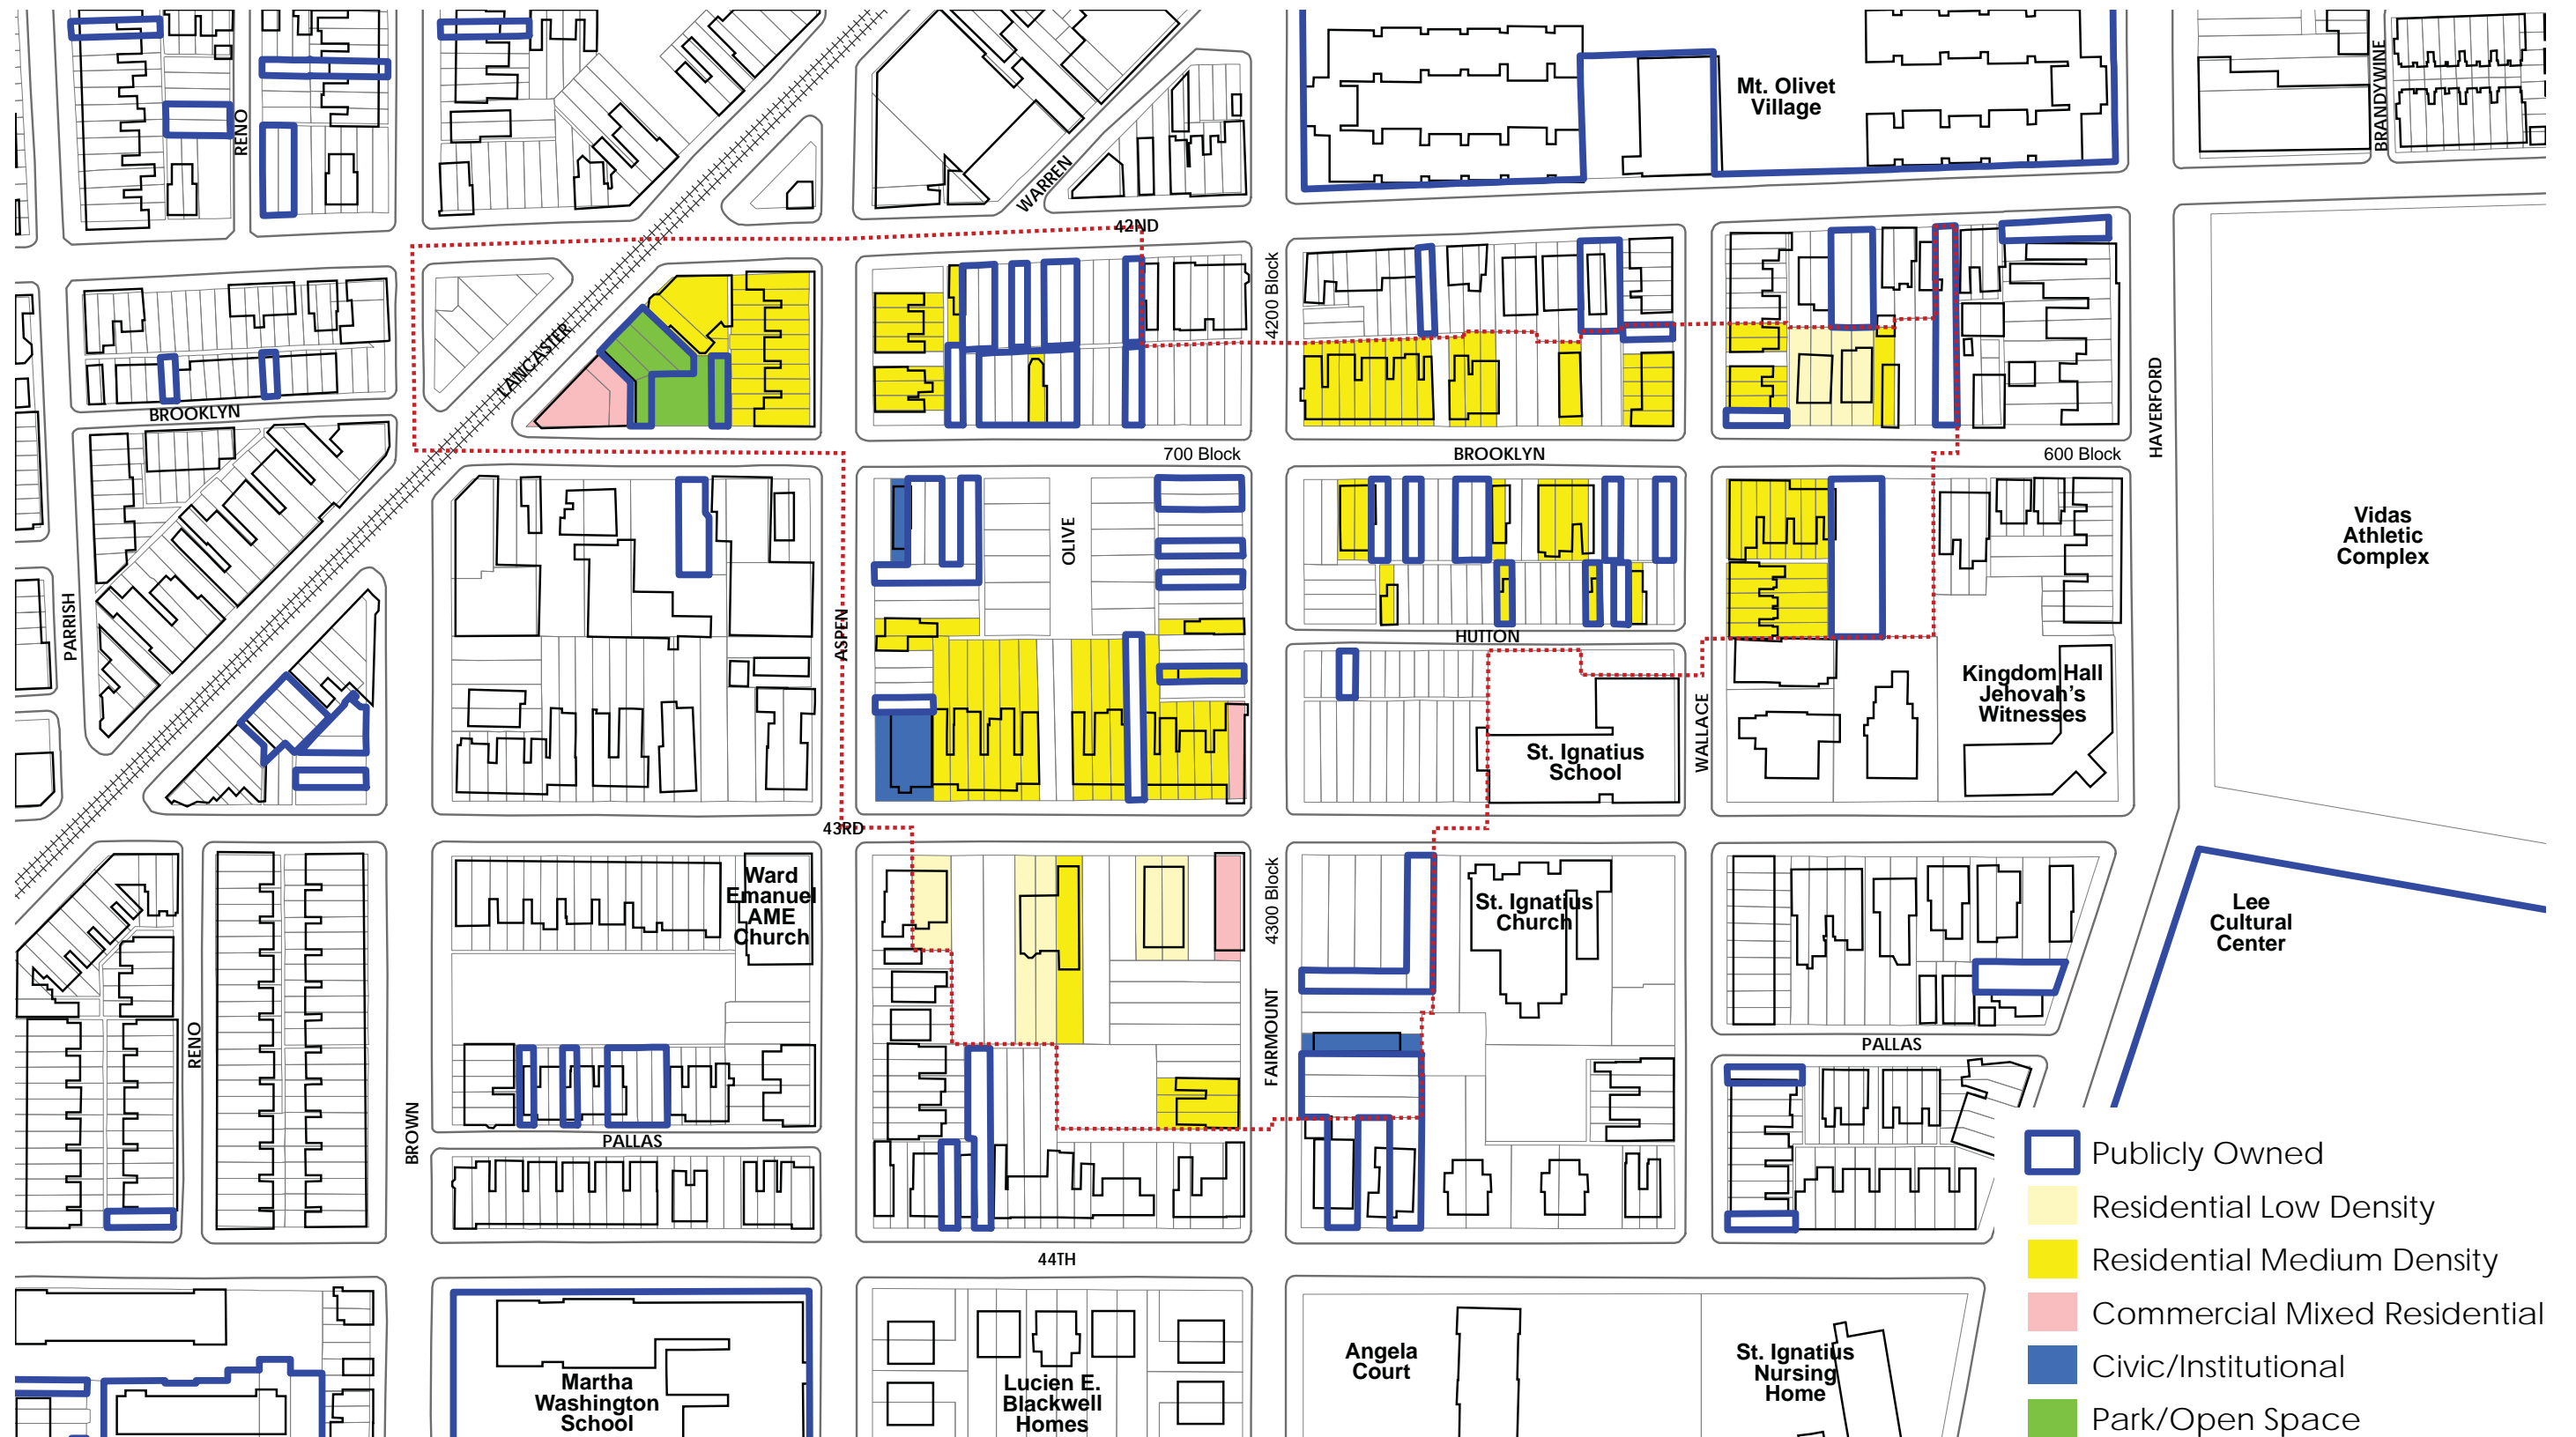 RENO
WARREN
Mt. Olivet
Village
BRANDYWINE
42ND
4200 Block
LANCASTER
BROOKLYN
HAVERFORD
700 Block
BROOKLYN
600 Block
OLIVE
Vidas
Athletic
Complex
PARRISH
ASPEN
HUTTON
WALLACE
Kingdom Hall
Jehovah's
Witnesses
St. Ignatius
School
43RD
Ward
Emanuel
AME
Church
4300 Block
St. Ignatius
Church
Lee
Cultural
Center
RENO
FAIRMOUNT
PALLAS
BROWN
PALLAS
44TH
Martha
Washington
School
Lucien E.
Blackwell
Homes
Angela
Court
St. Ignatius
Nursing
Home
Publicly Owned
Residential Low Density
Residential Medium Density
Commercial Mixed Residential
Civic/Institutional
Park/Open Space